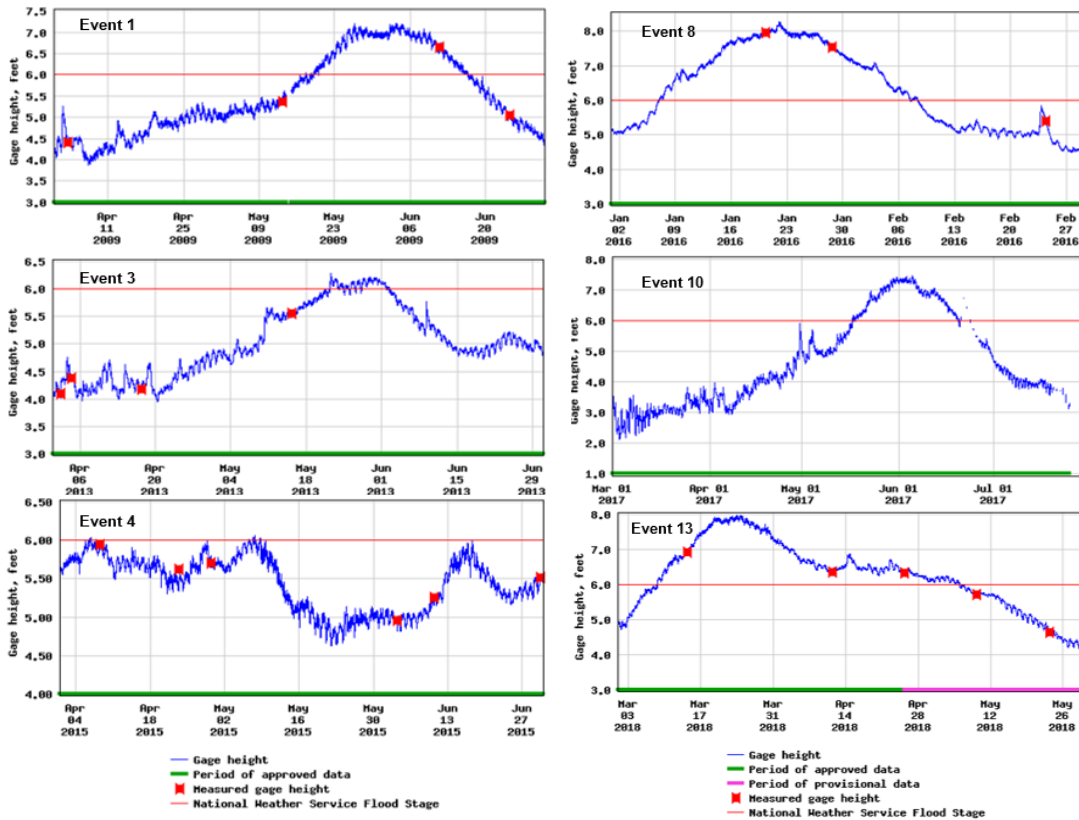 Event 1
Gage height, feet
7.5
7.0
6.5
6.0
5.5
5.0
4.5
4.0
3.5
3.0
Apr Apr May May Jun Jun
11 25 09 23 06 20
2009 2009 2009 2009 2009 2009
Event 8
Gage height, feet
8.0
7.0
6.0
5.0
4.0
3.0
Jan Jan Jan Jan Jan Feb Feb Feb Feb
02 09 16 23 30 06 13 20 27
2016 2016 2016 2016 2016 2016 2016 2016 2016
Event 3
Gage height, feet
6.5
6.0
5.5
5.0
4.5
4.0
3.5
3.0
Apr Apr May May Jun Jun Jun
06 20 04 18 01 15 29
2013 2013 2013 2013 2013 2013 2013
Event 10
Gage height, feet
8.0
7.0
6.0
5.0
4.0
3.0
2.0
1.0
Mar 01 Apr 01 May 01 Jun 01 Jul 01
2017 2017 2017 2017 2017
Event 4
Gage height, feet
6.50
6.00
5.50
5.00
4.50
4.00
Apr Apr May May May Jun Jun
04 18 02 16 30 13 27
2015 2015 2015 2015 2015 2015 2015
Event 13
Gage height, feet
8.0
7.0
6.0
5.0
4.0
3.0
Mar Mar Mar Apr Apr May May
03 17 31 14 28 12 26
2018 2018 2018 2018 2018 2018 2018
Gage height
Period of approved data
Measured gage height
National Weather Service Flood Stage
Gage height
Period of approved data
Period of provisional data
Measured gage height
National Weather Service Flood Stage